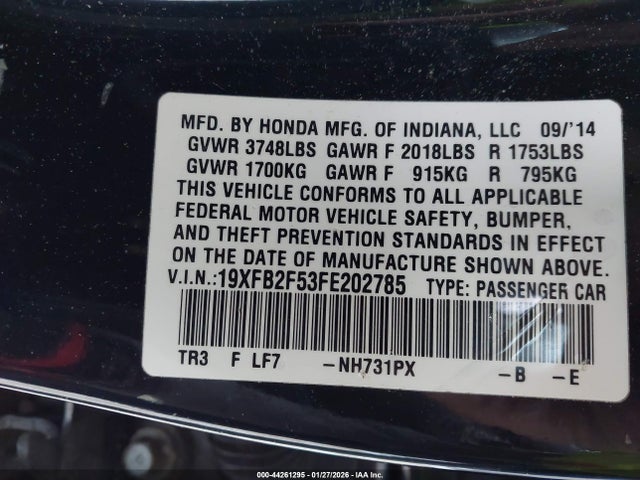 MFD. BY HONDA MFG. OF INDIANA, LLC 09/'14
GVWR 3748LBS GAWR F 2018LBS R 1753LBS
GVWR 1700KG GAWR F 915KG R 795KG
THIS VEHICLE CONFORMS TO ALL APPLICABLE
FEDERAL MOTOR VEHICLE SAFETY, BUMPER,
AND THEFT PREVENTION STANDARDS IN EFFECT
ON THE DATE OF MANUFACTURE SHOWN ABOVE.
V.I.N.:19XFB2F53FE202785 TYPE: PASSENGER CAR
TR3 F LF7 -NH731PX -B -E
000-44261295 - 01/27/2026 - IAA Inc.